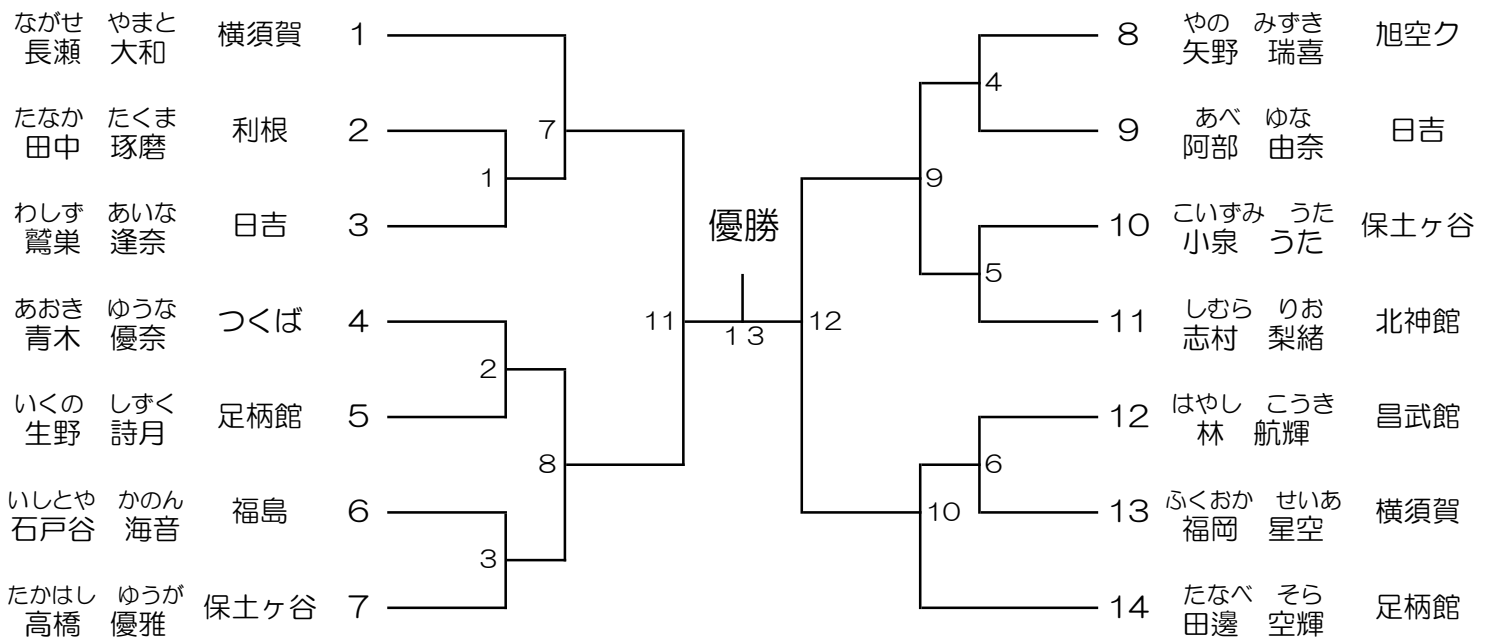 ながせ　やまと
長瀬　大和　横須賀　1
たなか　たくま
田中　琢磨　利根　2
わしず　あいな
鷲巣　逢奈　日吉　3
あおき　ゆうな
青木　優奈　つくば　4
いくの　しずく
生野　詩月　足柄館　5
いしとや　かのん
石戸谷　海音　福島　6
たかはし　ゆうが
高橋　優雅　保土ヶ谷　7
7
1
2
8
3
11
優勝
13
12
4
9
5
6
10
やの　みずき
8　矢野　瑞喜　旭空ク
あべ　ゆな
9　阿部　由奈　日吉
こいずみ　うた
10　小泉　うた　保土ヶ谷
しむら　りお
11　志村　梨緒　北神館
はやし　こうき
12　林　航輝　昌武館
ふくおか　せいあ
13　福岡　星空　横須賀
たなべ　そら
14　田邊　空輝　足柄館